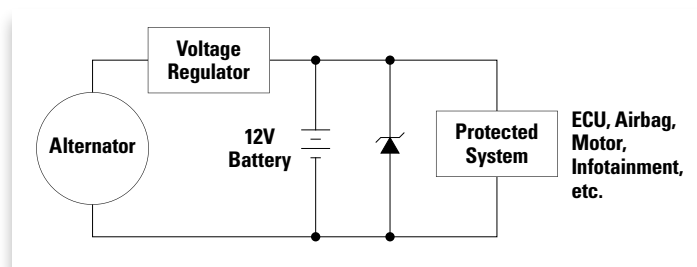 Voltage
Regulator
Alternator
12V
Battery
Protected
System
ECU, Airbag,
Motor,
Infotainment,
etc.